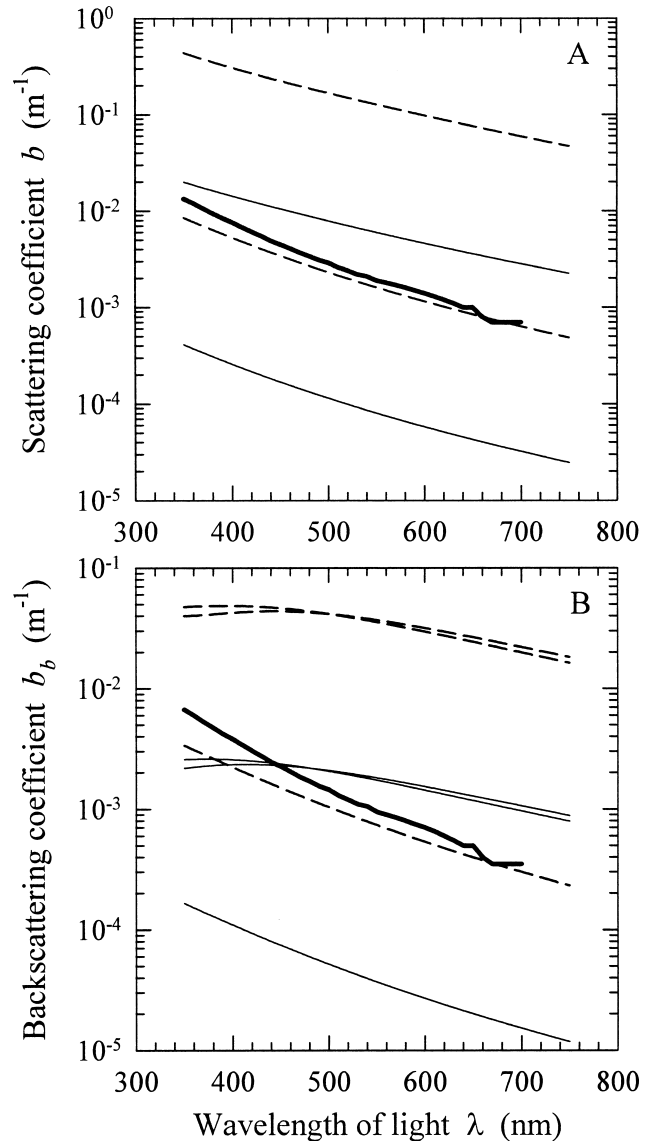 A
Scattering coefficient b (m⁻¹)
10⁰
10⁻¹
10⁻²
10⁻³
10⁻⁴
10⁻⁵
300 400 500 600 700 800
B
Backscattering coefficient b_b (m⁻¹)
10⁻¹
10⁻²
10⁻³
10⁻⁴
10⁻⁵
300 400 500 600 700 800
Wavelength of light λ (nm)